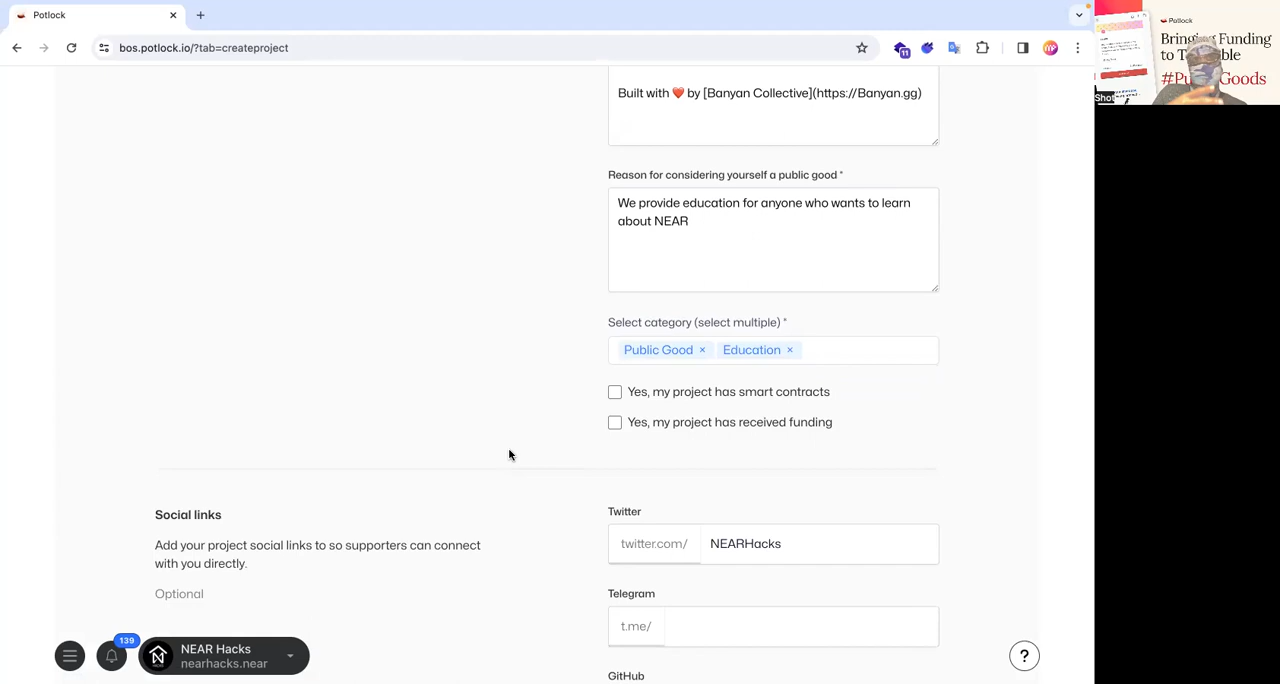 Potlock
bos.potlock.io/?tab=createproject
11
mp
Potlock
Bringing Funding
#Pu Goods
Shot
Built with ❤️ by [Banyan Collective](https://Banyan.gg)
Reason for considering yourself a public good *
We provide education for anyone who wants to learn
about NEAR
Select category (select multiple) *
Public Good × Education ×
Yes, my project has smart contracts
Yes, my project has received funding
Social links
Add your project social links to so supporters can connect
with you directly.
Optional
Twitter
twitter.com/ NEARHacks
Telegram
t.me/
GitHub
139
NEAR Hacks
nearhacks.near
?